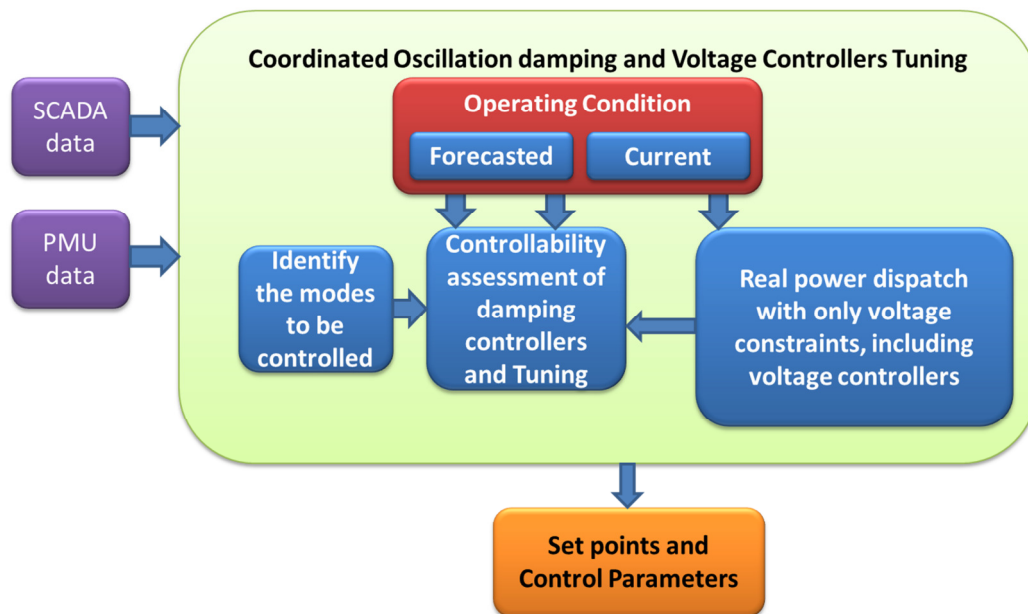 Coordinated Oscillation damping and Voltage Controllers Tuning
SCADA
data
Operating Condition
Forecasted
Current
PMU
data
Identify
the modes
to be
controlled
Controllability
assessment of
damping
controllers
and Tuning
Real power dispatch
with only voltage
constraints, including
voltage controllers
Set points and
Control Parameters